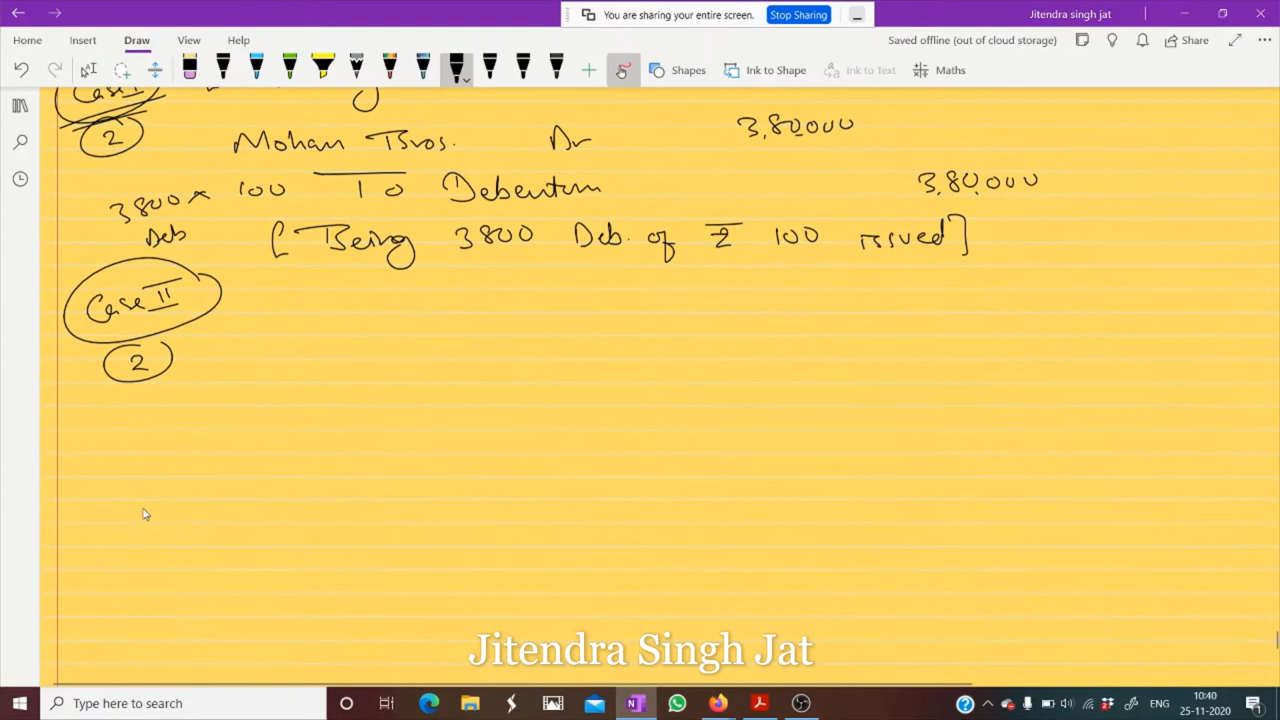 You are sharing your entire screen. Stop Sharing
Jitendra singh jat
Home Insert Draw View Help
Saved offline (out of cloud storage) Share
Shapes Ink to Shape Ink to Text Maths
Case I
2 Mohan Bros. Dr 3,80,000
3800 × 100 To Debenture 3,80,000
Deb
[Being 3800 Deb. of ₹ 100 issued]
Case II
2
Jitendra Singh Jat
Type here to search
ENG
10:40
25-11-2020